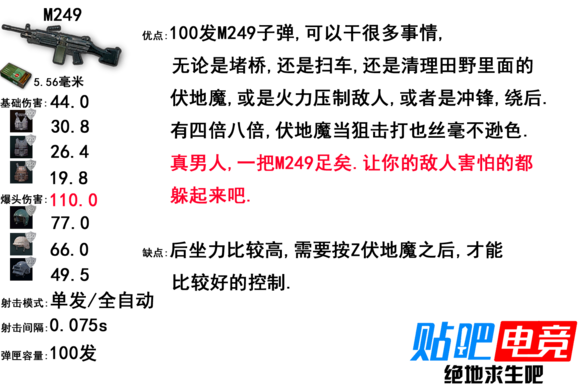 M249
5.56毫米
基础伤害:44.0
30.8
26.4
19.8
爆头伤害:110.0
77.0
66.0
49.5
射击模式:单发/全自动
射击间隔:0.075s
弹匣容量:100发
优点:100发M249子弹,可以干很多事情,
无论是堵桥,还是扫车,还是清理田野里面的
伏地魔,或是火力压制敌人,或者是冲锋,绕后.
有四倍八倍,伏地魔当狙击打也丝毫不逊色.
真男人,一把M249足矣.让你的敌人害怕的都
躲起来吧.
缺点:后坐力比较高,需要按Z伏地魔之后,才能
比较好的控制.
贴吧电竞
绝地求生吧